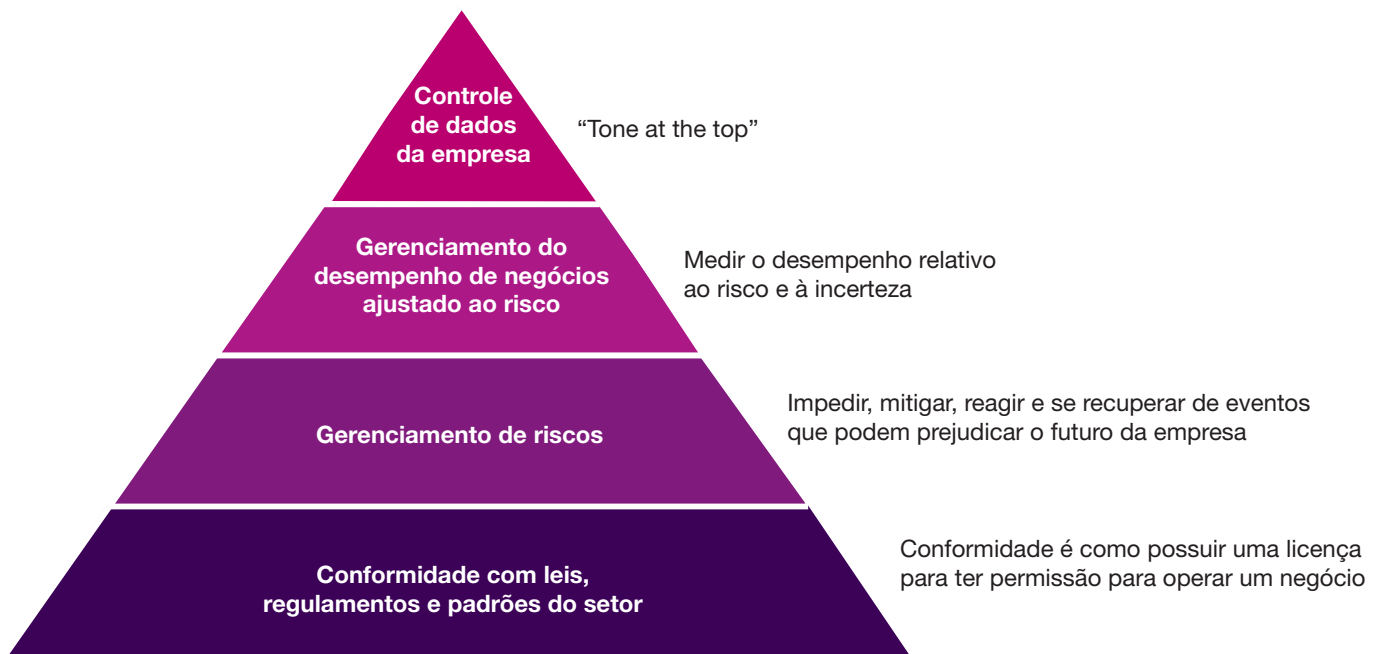 Controle
de dados
da empresa
“Tone at the top”
Gerenciamento do
desempenho de negócios
ajustado ao risco
Medir o desempenho relativo
ao risco e à incerteza
Gerenciamento de riscos
Impedir, mitigar, reagir e se recuperar de eventos
que podem prejudicar o futuro da empresa
Conformidade com leis,
regulamentos e padrões do setor
Conformidade é como possuir uma licença
para ter permissão para operar um negócio